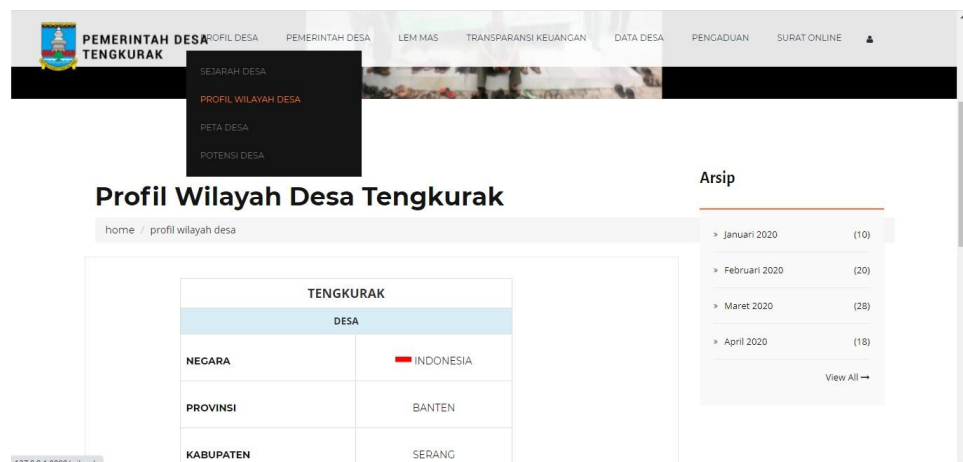 PEMERINTAH DESA
TENGKURAK
PROFIL DESA PEMERINTAH DESA LEM MAS TRANSPARANSI KEUANGAN DATA DESA PENGADUAN SURAT ONLINE
SEJARAH DESA
PROFIL WILAYAH DESA
PETA DESA
POTENSI DESA
Profil Wilayah Desa Tengkurak
home / profil wilayah desa
TENGKURAK
DESA
NEGARA INDONESIA
PROVINSI BANTEN
KABUPATEN SERANG
Arsip
» Januari 2020 (10)
» Februari 2020 (20)
» Maret 2020 (28)
» April 2020 (18)
View All →